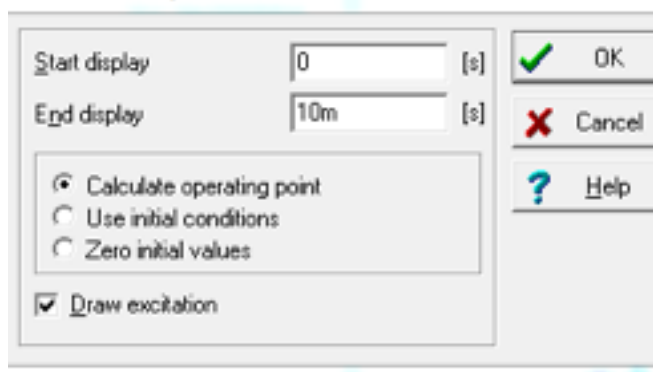 Start display 0 [s]
End display 10m [s]
Calculate operating point
Use initial conditions
Zero initial values
Draw excitation
OK
Cancel
Help